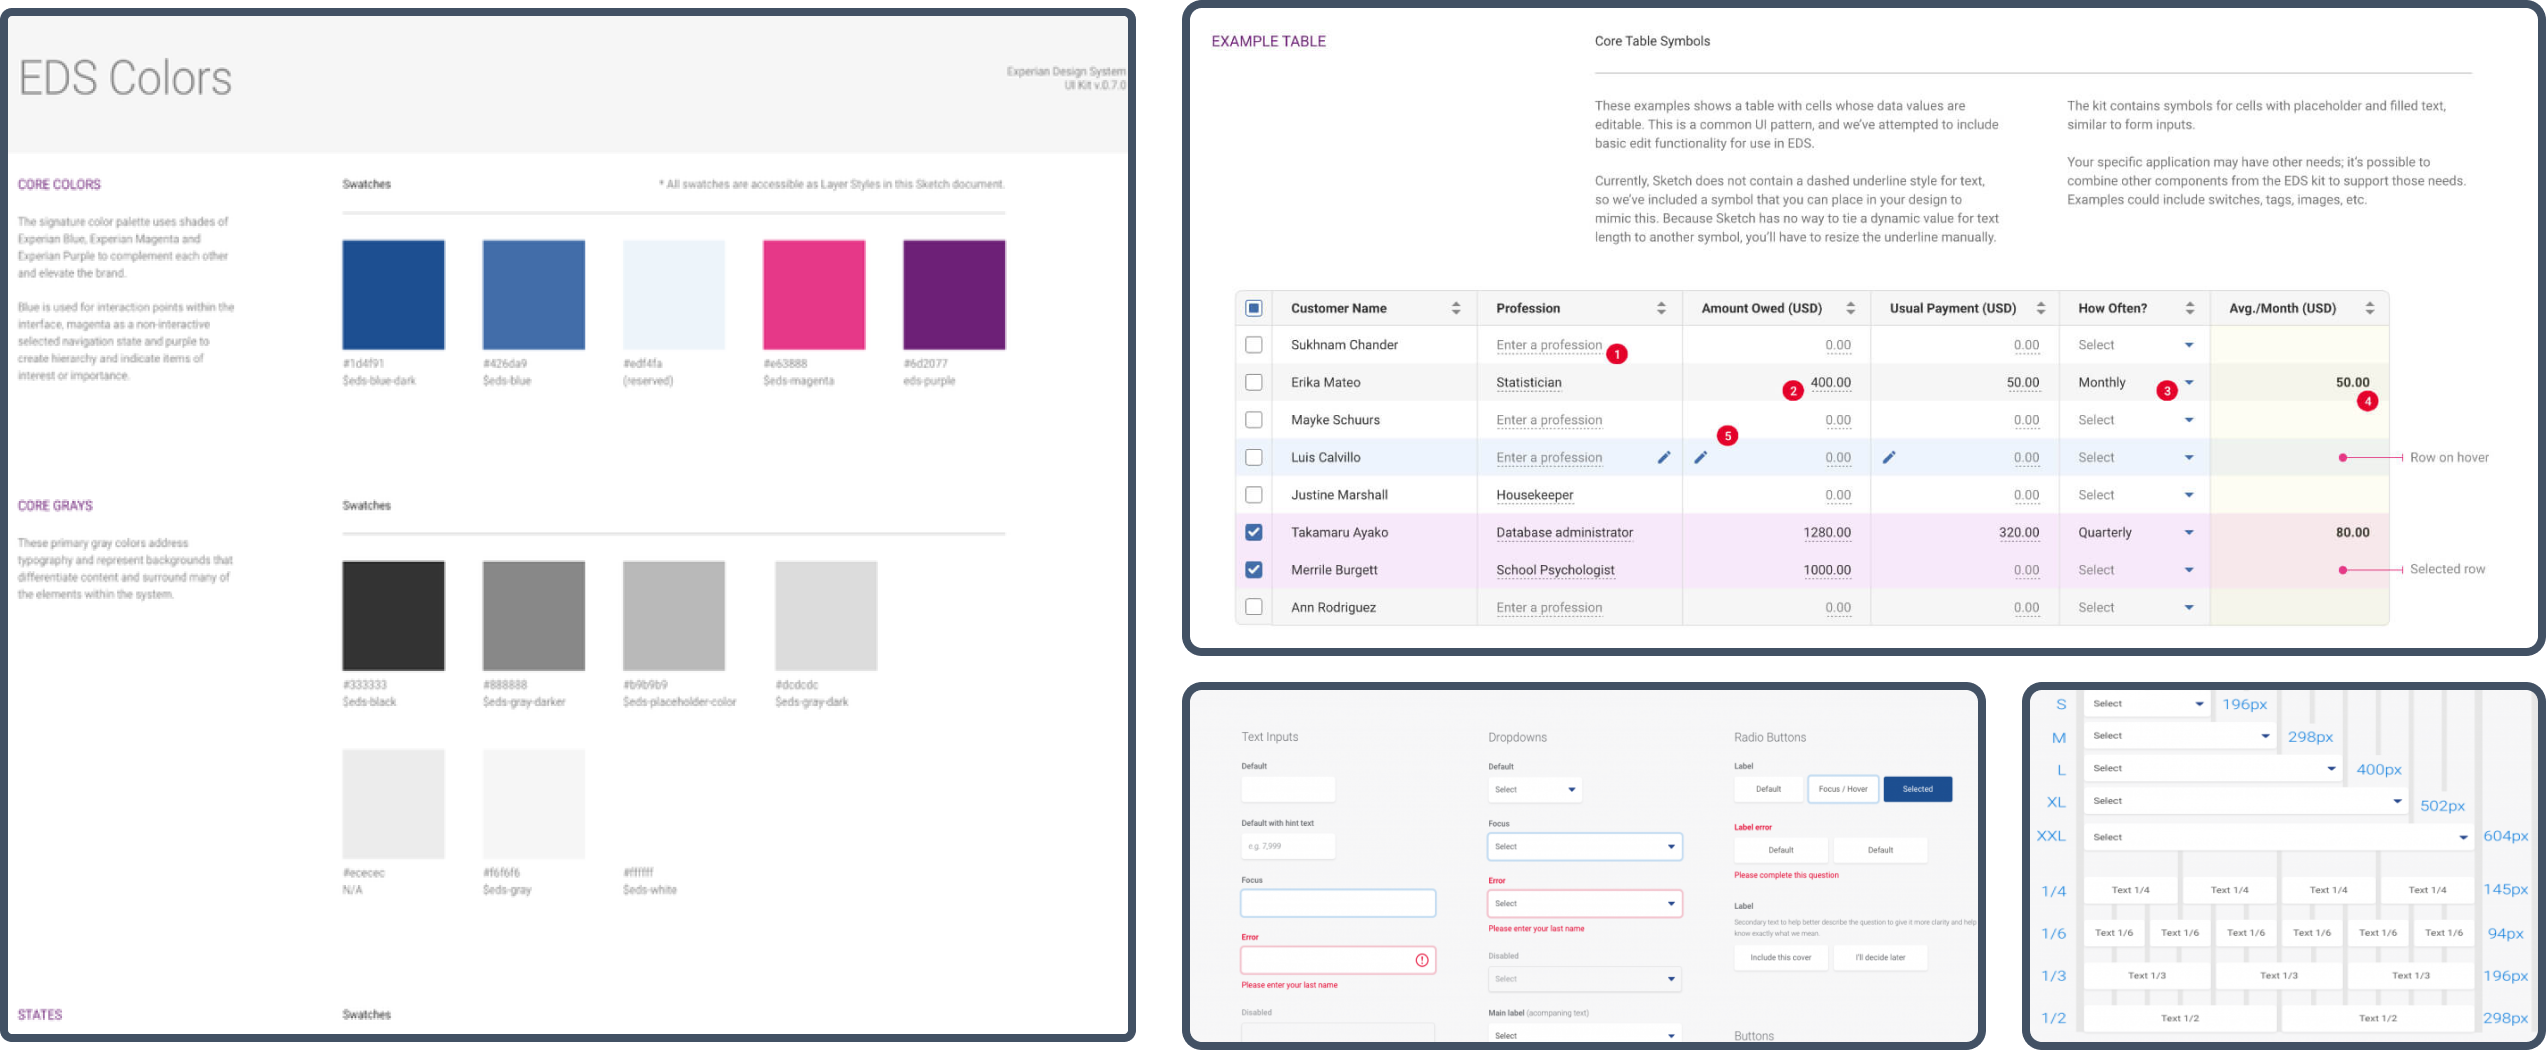 EDS Colors
Experian Design System
UI Kit v.0.7.0
CORE COLORS
The signature color palette uses shades of
Experian Blue, Experian Magenta and
Experian Purple to complement each other
and elevate the brand.
Blue is used for interaction points within the
interface, magenta as a non-interactive
selected navigation state and purple to
create hierarchy and indicate items of
interest or importance.
Swatches
* All swatches are accessible as Layer Styles in this Sketch document.
#1d4f91
$eds-blue-dark
#426da9
$eds-blue
#edf4fa
(reserved)
#e63888
$eds-magenta
#6d2077
eds-purple
CORE GRAYS
These primary gray colors address
typography and represent backgrounds that
differentiate content and surround many of
the elements within the system.
Swatches
#333333
$eds-black
#888888
$eds-gray-darker
#b9b9b9
$eds-placeholder-color
#dcdcdc
$eds-gray-dark
#ececec
N/A
#f6f6f6
$eds-gray
#ffffff
$eds-white
STATES
Swatches
EXAMPLE TABLE
Core Table Symbols
These examples shows a table with cells whose data values are
editable. This is a common UI pattern, and we've attempted to include
basic edit functionality for use in EDS.
Currently, Sketch does not contain a dashed underline style for text,
so we've included a symbol that you can place in your design to
mimic this. Because Sketch has no way to tie a dynamic value for text
length to another symbol, you'll have to resize the underline manually.
The kit contains symbols for cells with placeholder and filled text,
similar to form inputs.
Your specific application may have other needs; it's possible to
combine other components from the EDS kit to support those needs.
Examples could include switches, tags, images, etc.
Customer Name Profession Amount Owed (USD) Usual Payment (USD) How Often? Avg./Month (USD)
Sukhnam Chander Enter a profession 1 0.00 0.00 Select
Erika Mateo Statistician 2 400.00 50.00 Monthly 3 50.00
4
Mayke Schuurs Enter a profession 0.00 0.00 Select
5
Luis Calvillo Enter a profession 0.00 0.00 Select Row on hover
Justine Marshall Housekeeper 0.00 0.00 Select
Takamaru Ayako Database administrator 1280.00 320.00 Quarterly 80.00
Merrile Burgett School Psychologist 1000.00 0.00 Select Selected row
Ann Rodriguez Enter a profession 0.00 0.00 Select
Text Inputs
Default
Default with hint text
e.g. 7,999
Focus
Error
Please enter your last name
Disabled
Dropdowns
Default
Select
Focus
Select
Error
Select
Please enter your last name
Disabled
Select
Main label (acompaning text)
Select
Radio Buttons
Label
Default Focus / Hover Selected
Label error
Default Default
Please complete this question
Label
Secondary text to help better describe the question to give it more clarity and help
know exactly what we mean.
Include this cover I'll decide later
Buttons
S Select 196px
M Select 298px
L Select 400px
XL Select 502px
XXL Select 604px
1/4 Text 1/4 Text 1/4 Text 1/4 Text 1/4 145px
1/6 Text 1/6 Text 1/6 Text 1/6 Text 1/6 Text 1/6 Text 1/6 94px
1/3 Text 1/3 Text 1/3 Text 1/3 196px
1/2 Text 1/2 Text 1/2 298px